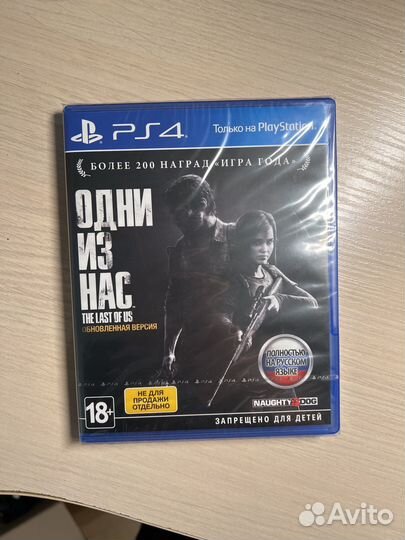 PS4
Только на PlayStation
БОЛЕЕ 200 НАГРАД «ИГРА ГОДА»
ОДНИ
ИЗ
НАС
THE LAST OF US
ОБНОВЛЕННАЯ ВЕРСИЯ
ПОЛНОСТЬЮ
НА РУССКОМ
ЯЗЫКЕ
18+
НЕ ДЛЯ
ПРОДАЖИ
ОТДЕЛЬНО
NAUGHTY DOG
ЗАПРЕЩЕНО ДЛЯ ДЕТЕЙ
Avito